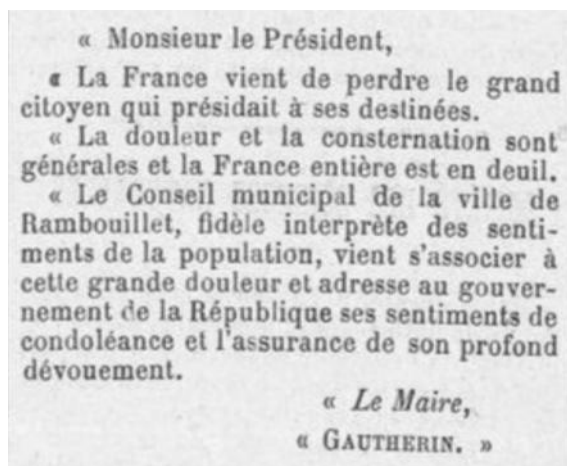 « Monsieur le Président,
« La France vient de perdre le grand
citoyen qui présidait à ses destinées.
« La douleur et la consternation sont
générales et la France entière est en deuil.
« Le Conseil municipal de la ville de
Rambouillet, fidèle interprète des senti-
ments de la population, vient s'associer à
cette grande douleur et adresse au gouver-
nement de la République ses sentiments de
condoléance et l'assurance de son profond
dévouement.
« Le Maire,
« GAUTHERIN. »